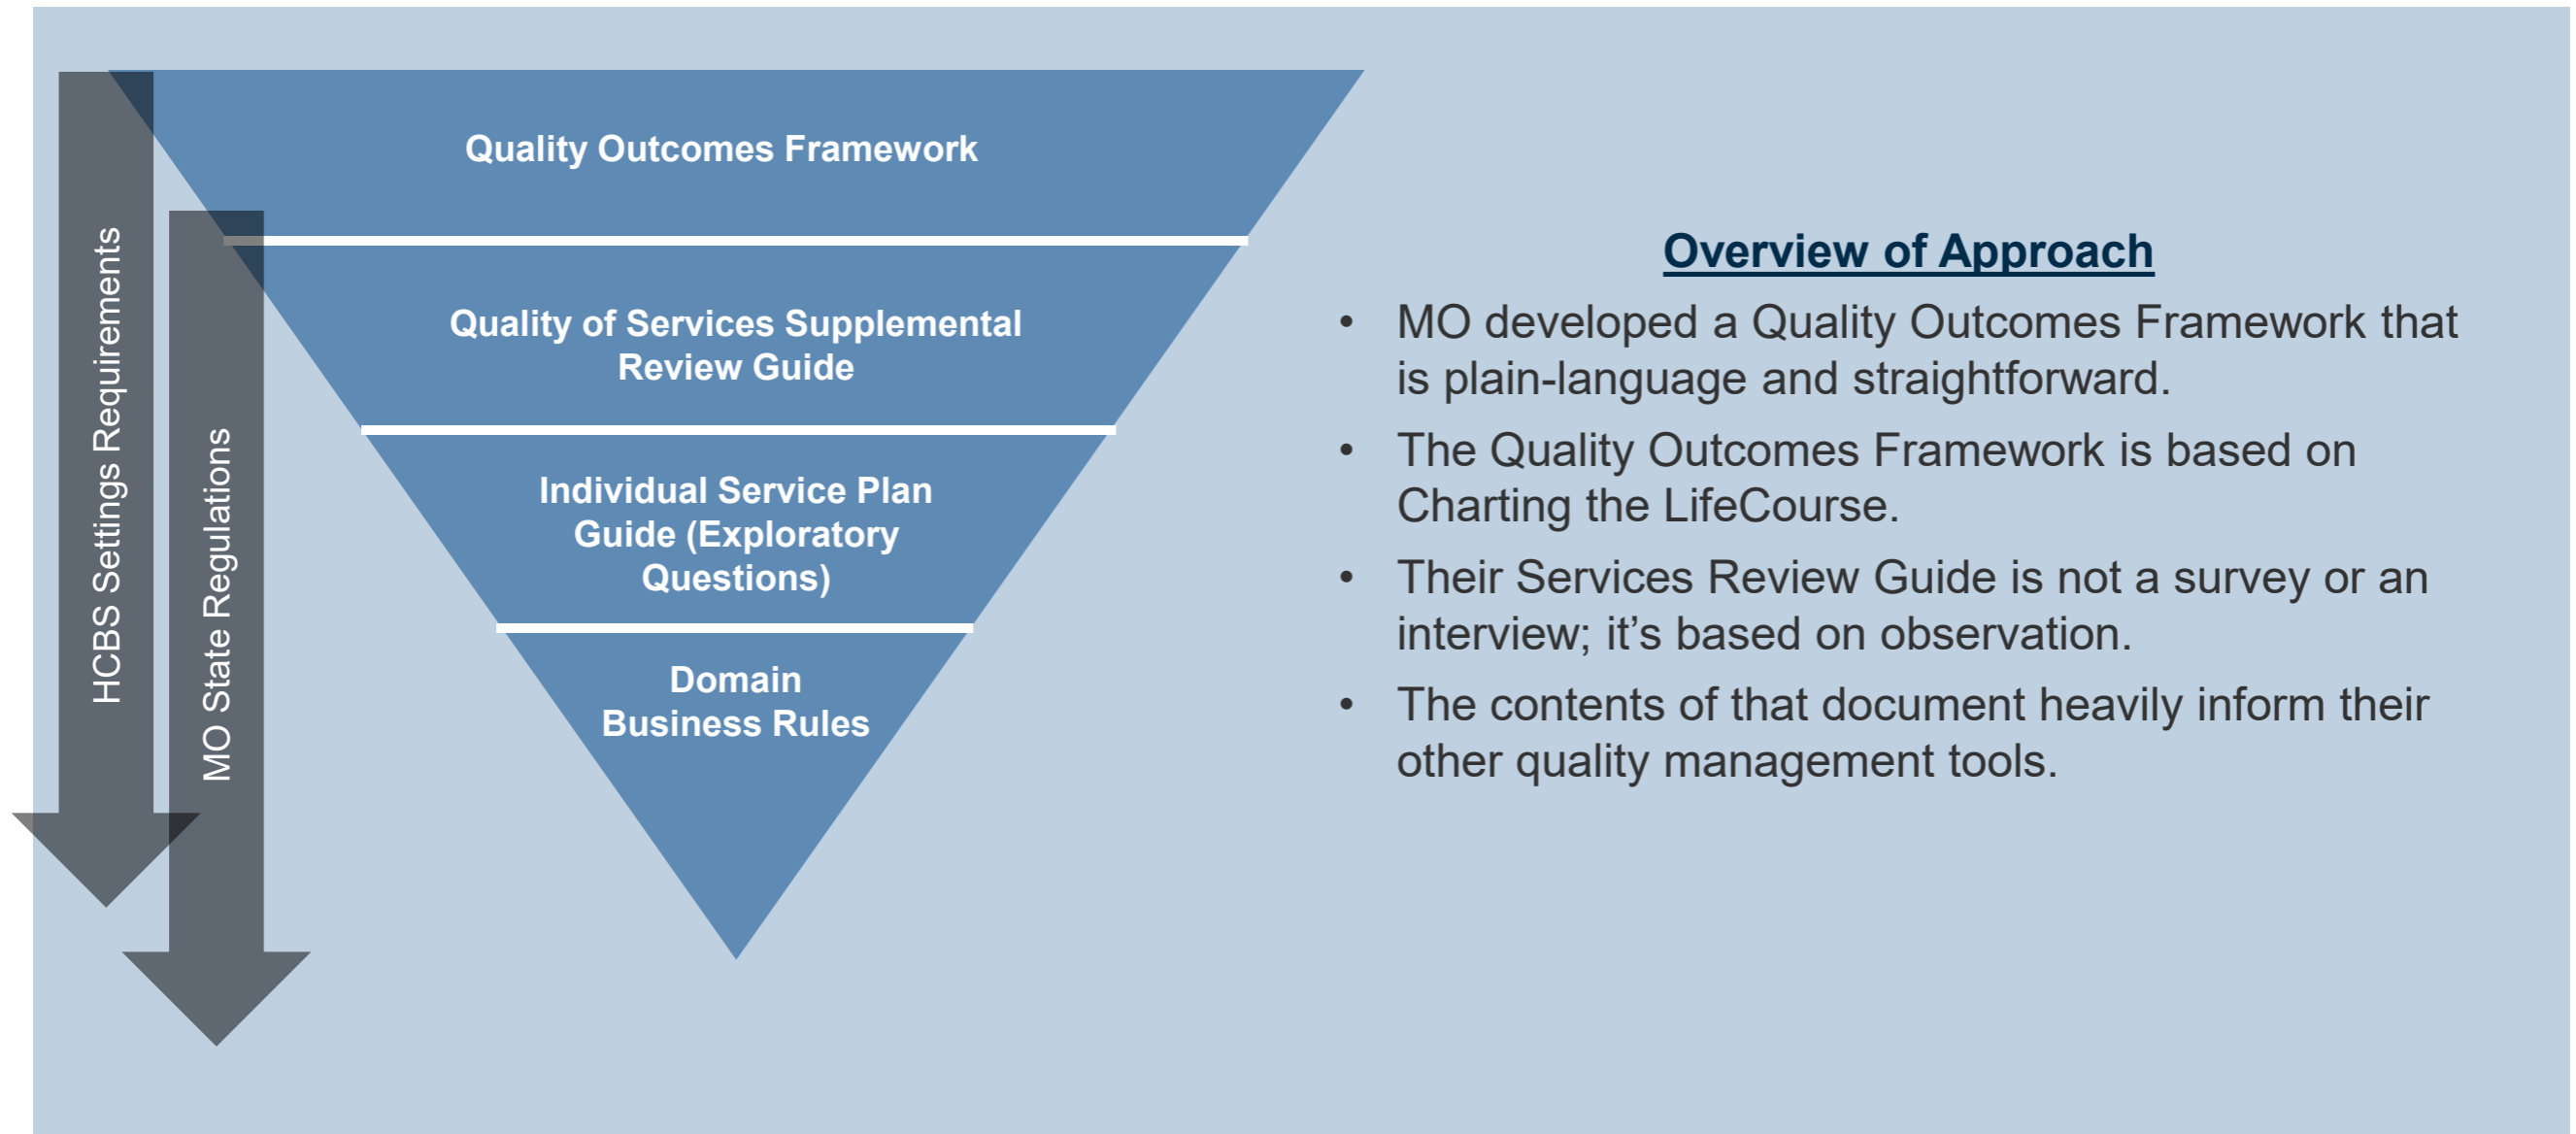 HCBS Settings Requirements
MO State Regulations
Quality Outcomes Framework
Quality of Services Supplemental
Review Guide
Individual Service Plan
Guide (Exploratory
Questions)
Domain
Business Rules
Overview of Approach
• MO developed a Quality Outcomes Framework that
is plain-language and straightforward.
• The Quality Outcomes Framework is based on
Charting the LifeCourse.
• Their Services Review Guide is not a survey or an
interview; it’s based on observation.
• The contents of that document heavily inform their
other quality management tools.